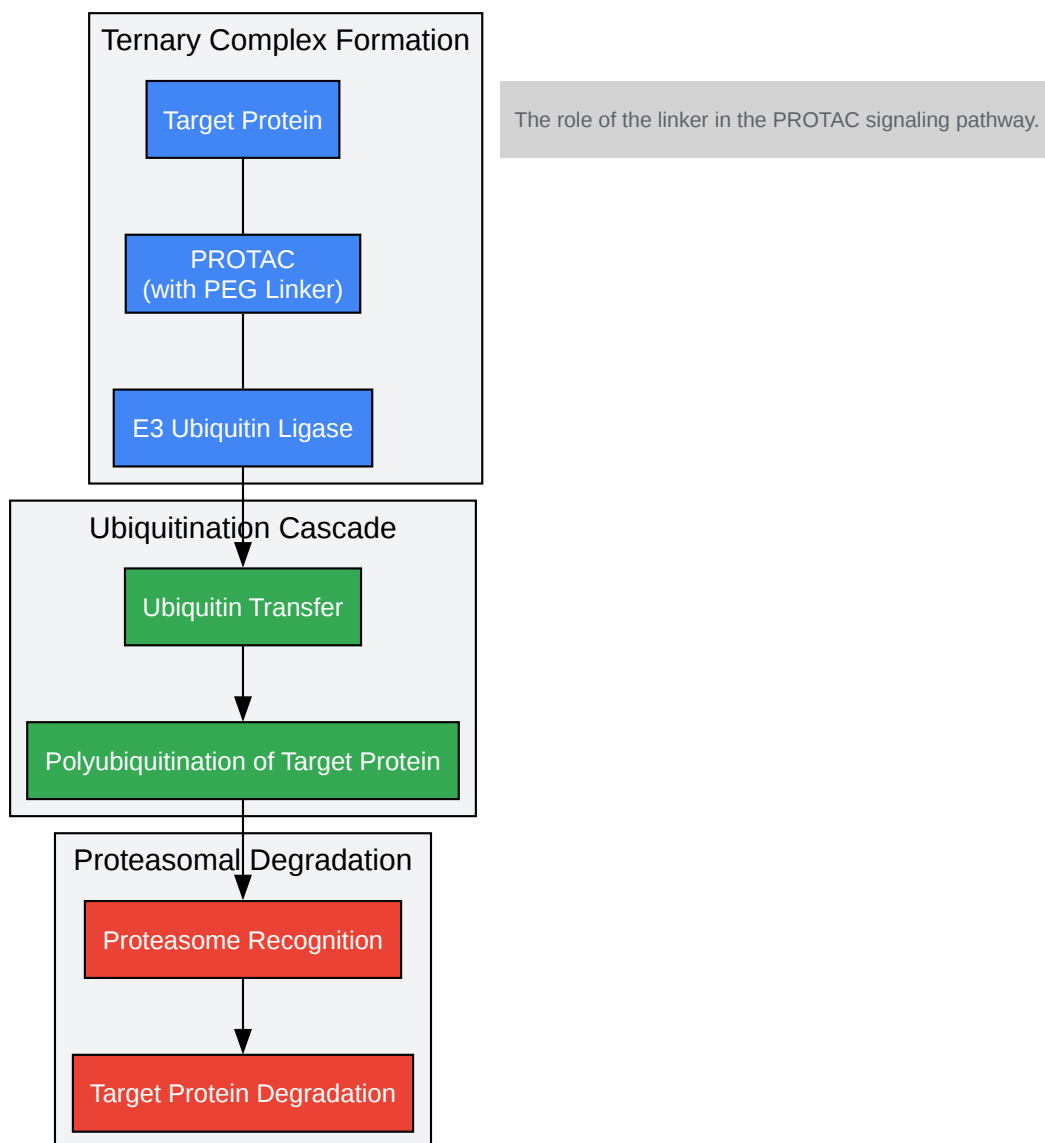 Ternary Complex Formation
Target Protein
The role of the linker in the PROTAC signaling pathway.
PROTAC
(with PEG Linker)
E3 Ubiquitin Ligase
Ubiquitination Cascade
Ubiquitin Transfer
Polyubiquitination of Target Protein
Proteasomal Degradation
Proteasome Recognition
Target Protein Degradation